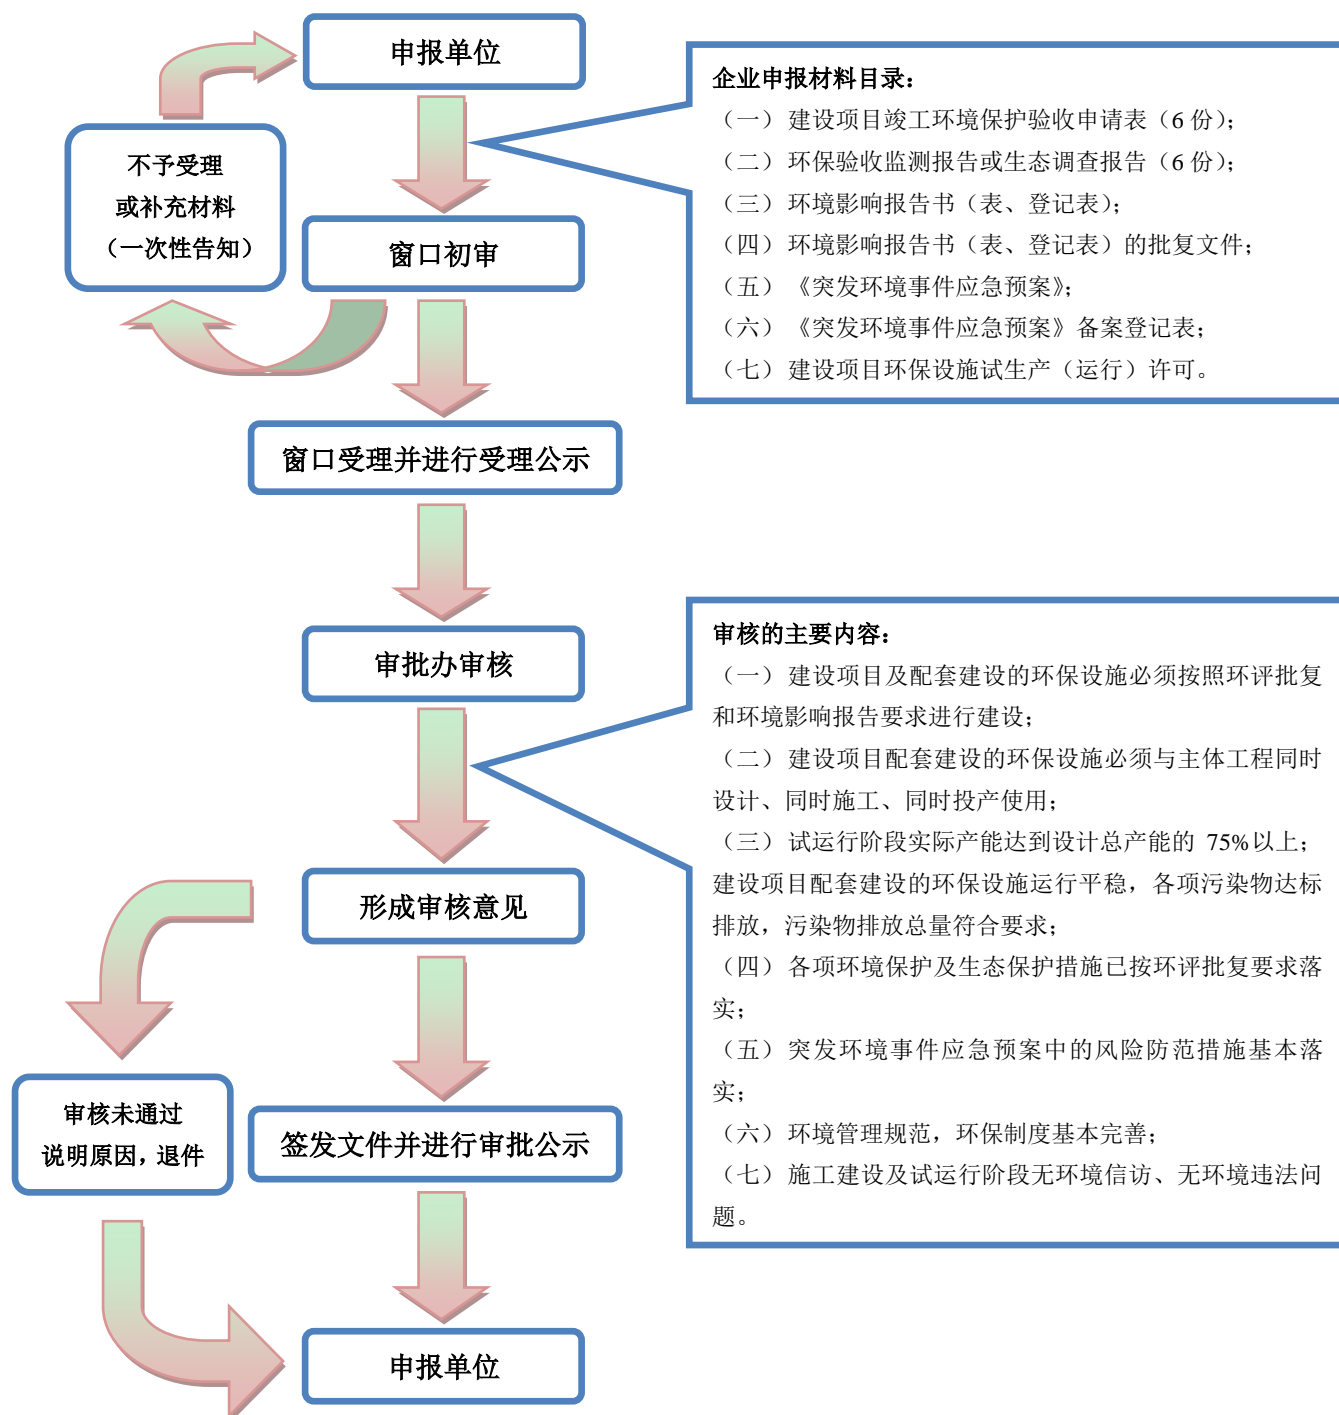 申报单位
不予受理
或补充材料
（一次性告知）
窗口初审
企业申报材料目录：
（一） 建设项目竣工环境保护验收申请表（6 份）；
（二） 环保验收监测报告或生态调查报告（6 份）；
（三） 环境影响报告书（表、登记表）；
（四） 环境影响报告书（表、登记表）的批复文件；
（五） 《突发环境事件应急预案》；
（六） 《突发环境事件应急预案》备案登记表；
（七） 建设项目环保设施试生产（运行）许可。
窗口受理并进行受理公示
审批办审核
审核的主要内容：
（一） 建设项目及配套建设的环保设施必须按照环评批复
和环境影响报告要求进行建设；
（二） 建设项目配套建设的环保设施必须与主体工程同时
设计、同时施工、同时投产使用；
（三） 试运行阶段实际产能达到设计总产能的 75%以上；
建设项目配套建设的环保设施运行平稳，各项污染物达标
排放，污染物排放总量符合要求；
（四） 各项环境保护及生态保护措施已按环评批复要求落
实；
（五） 突发环境事件应急预案中的风险防范措施基本落
实；
（六） 环境管理规范，环保制度基本完善；
（七） 施工建设及试运行阶段无环境信访、无环境违法问
题。
形成审核意见
审核未通过
说明原因，退件
签发文件并进行审批公示
申报单位